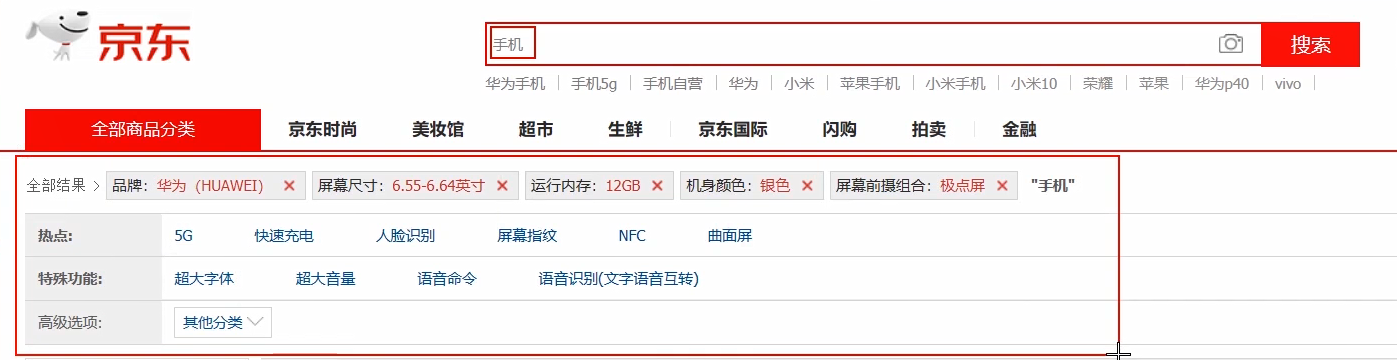 京东
手机
搜索
华为手机 手机5g 手机自营 华为 小米 苹果手机 小米手机 小米10 荣耀 苹果 华为p40 vivo
全部商品分类 京东时尚 美妆馆 超市 生鲜 京东国际 闪购 拍卖 金融
全部结果 > 品牌：华为（HUAWEI） × 屏幕尺寸：6.55-6.64英寸 × 运行内存：12GB × 机身颜色：银色 × 屏幕前摄组合：极点屏 × "手机"
热点: 5G 快速充电 人脸识别 屏幕指纹 NFC 曲面屏
特殊功能: 超大字体 超大音量 语音命令 语音识别(文字语音互转)
高级选项: 其他分类